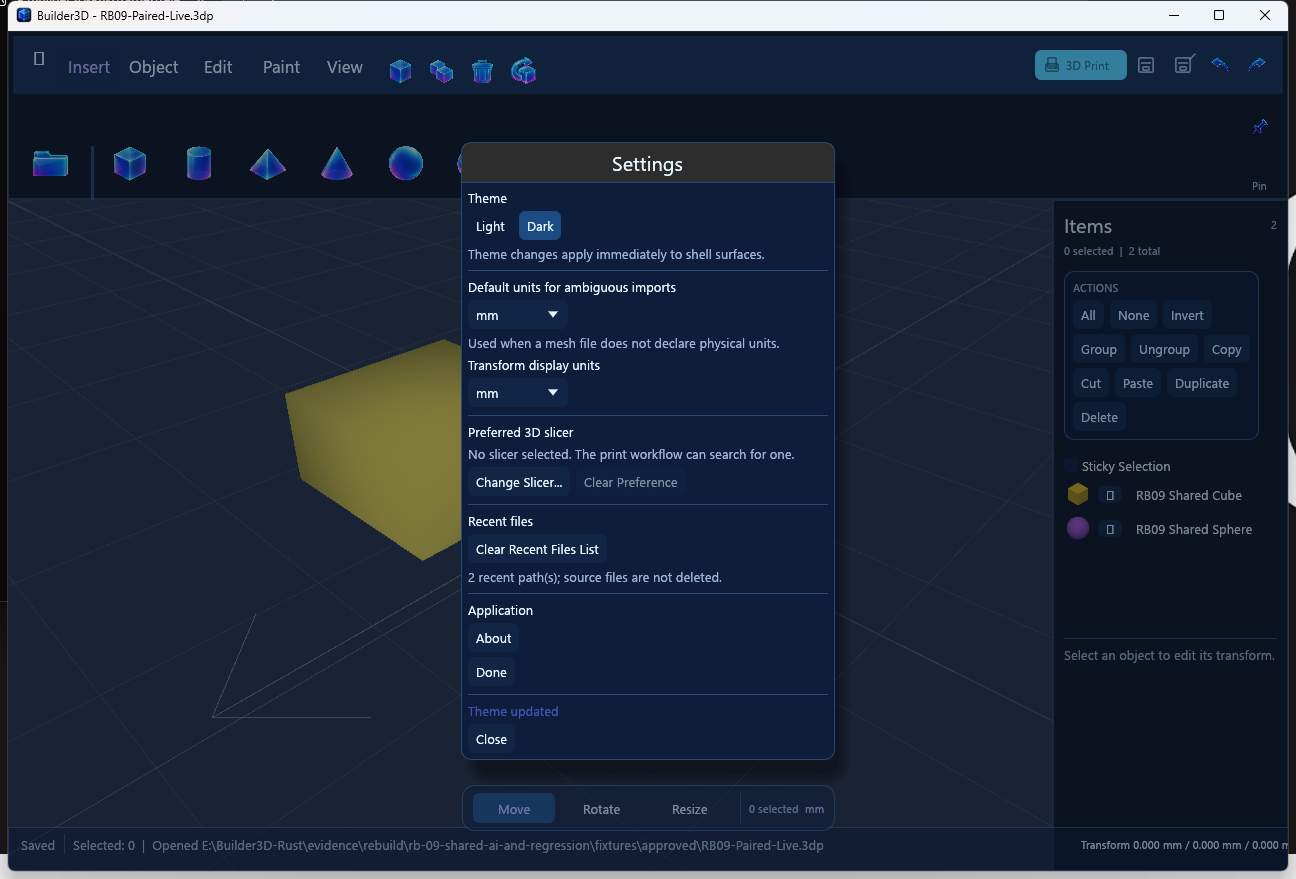 Builder3D - RB09-Paired-Live.3dp
Insert Object Edit Paint View 3D Print
Pin
Settings
Theme
Light Dark
Theme changes apply immediately to shell surfaces.
Default units for ambiguous imports
mm
Used when a mesh file does not declare physical units.
Transform display units
mm
Preferred 3D slicer
No slicer selected. The print workflow can search for one.
Change Slicer... Clear Preference
Recent files
Clear Recent Files List
2 recent path(s); source files are not deleted.
Application
About
Done
Theme updated
Close
Items 2
0 selected | 2 total
ACTIONS
All None Invert
Group Ungroup Copy
Cut Paste Duplicate
Delete
Sticky Selection
RB09 Shared Cube
RB09 Shared Sphere
Select an object to edit its transform.
Move Rotate Resize 0 selected mm
Saved Selected: 0 | Opened E:\Builder3D-Rust\evidence\rebuild\rb-09-shared-ai-and-regression\fixtures\approved\RB09-Paired-Live.3dp
Transform 0.000 mm / 0.000 mm / 0.000